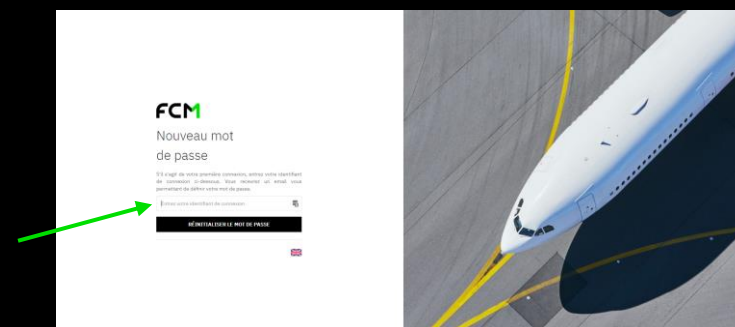 FCM
Nouveau mot
de passe
S'il s'agit de votre première connexion, entrez votre identifiant
de connexion ci-dessous. Vous recevrez un email vous
permettant de définir votre mot de passe.
Entrez votre identifiant de connexion
RÉINITIALISER LE MOT DE PASSE